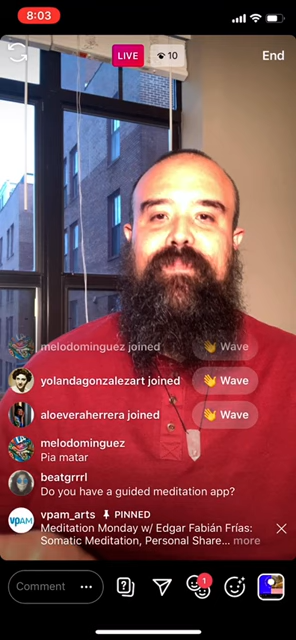 8:03
LIVE 10 End
melodominguez joined 👋 Wave
yolandagonzalezart joined 👋 Wave
aloeveraherrera joined 👋 Wave
melodominguez
Pia matar
beatgrrrl
Do you have a guided meditation app?
vpam_arts PINNED
VPAM
Meditation Monday w/ Edgar Fabián Frías:
Somatic Meditation, Personal Share... more
Comment ... 1